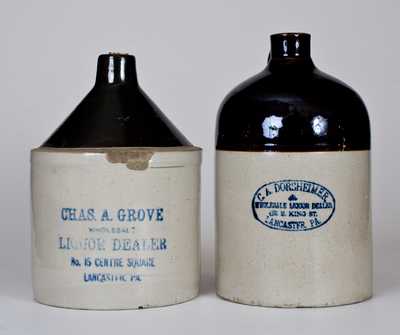 CHAS. A. GROVE
WHOLESALE
LIQUOR DEALER
No. 15 CENTRE SQUARE
LANCASTER, PA.
C. A. DORSHEIMER,
WHOLESALE LIQUOR DEALER
E. KING ST.
LANCASTER, PA.